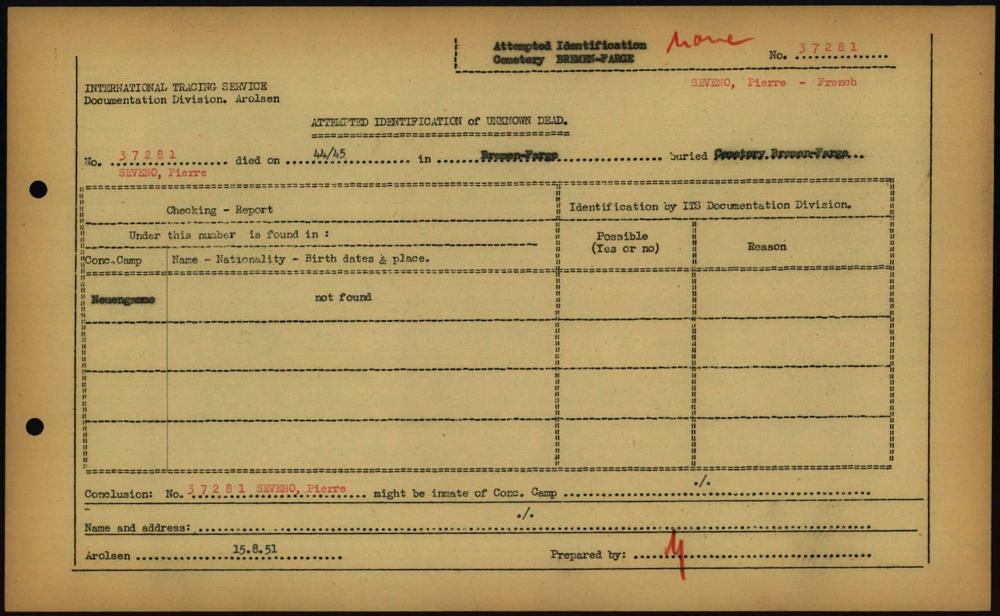 Attempted Identification
Cemetery BREMEN-FARGE
None
No. 37281
SEVENO, Pierre - French
INTERNATIONAL TRACING SERVICE
Documentation Division. Arolsen
ATTEMPTED IDENTIFICATION of UNKNOWN DEAD.
No. 37281 died on 44/45 in Bremen-Farge buried Cemetery Bremen-Farge
SEVENO, Pierre
Checking - Report
Identification by ITS Documentation Division.
Under this number is found in :
Possible
(Yes or no)
Reason
Conc.Camp
Name - Nationality - Birth dates & place.
Neuengamme
not found
Conclusion: No. 37281 SEVENO, Pierre might be inmate of Conc. Camp ./.
Name and address: ./.
Arolsen 15.8.51 Prepared by: